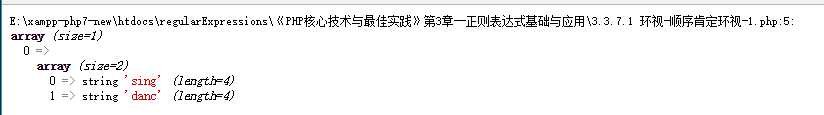 E:\xampp-php7-new\htdocs\regularExpressions\《PHP核心技术与最佳实践》第3章—正则表达式基础与应用\3.3.7.1 环视-顺序肯定环视-1.php:5:
array (size=1)
0 =>
array (size=2)
0 => string 'sing' (length=4)
1 => string 'danc' (length=4)